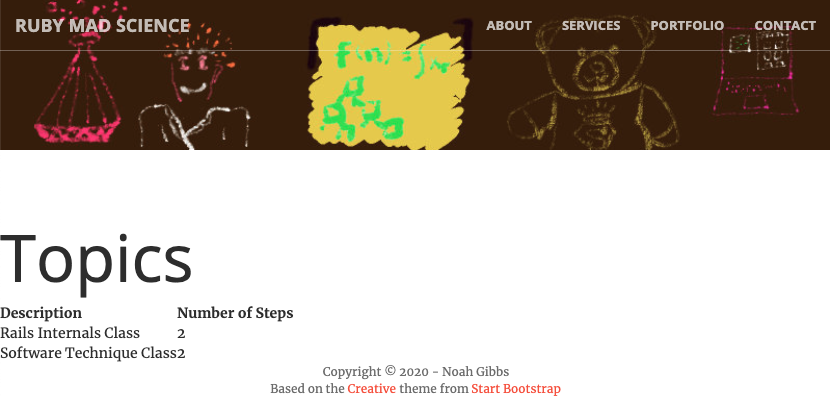 RUBY MAD SCIENCE ABOUT SERVICES PORTFOLIO CONTACT
Topics
Description Number of Steps
Rails Internals Class 2
Software Technique Class 2
Copyright © 2020 - Noah Gibbs
Based on the Creative theme from Start Bootstrap